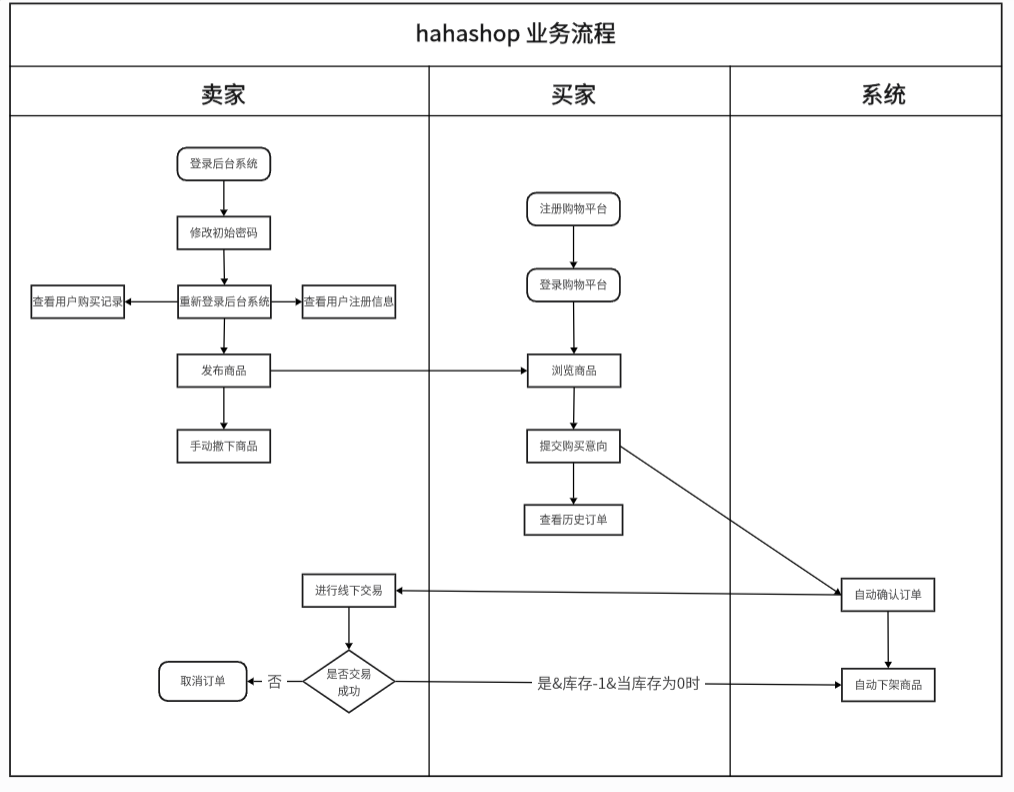 hahashop 业务流程
卖家
买家
系统
登录后台系统
修改初始密码
查看用户购买记录
重新登录后台系统
查看用户注册信息
发布商品
手动撤下商品
注册购物平台
登录购物平台
浏览商品
提交购买意向
查看历史订单
进行线下交易
自动确认订单
取消订单
否
是否交易
成功
是&库存-1&当库存为0时
自动下架商品